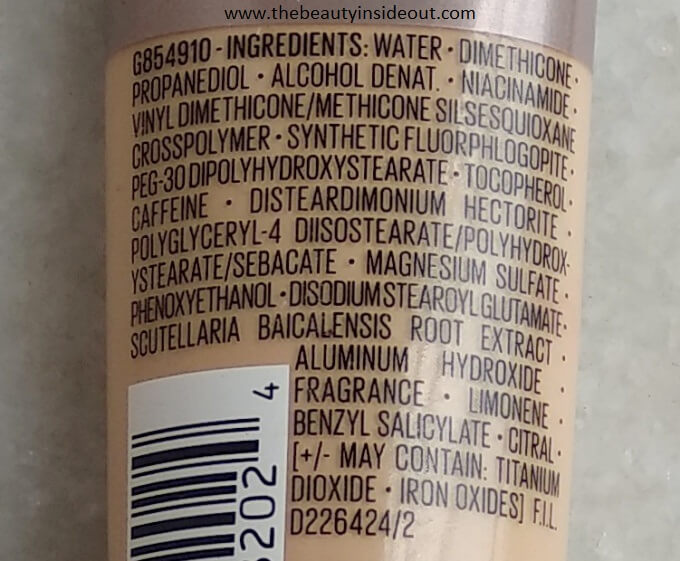 www.thebeautyinsideout.com
G854910 - INGREDIENTS: WATER • DIMETHICONE •
PROPANEDIOL • ALCOHOL DENAT. • NIACINAMIDE •
VINYL DIMETHICONE/METHICONE SILSESQUIOXANE
CROSSPOLYMER • SYNTHETIC FLUORPHLOGOPITE •
PEG-30 DIPOLYHYDROXYSTEARATE • TOCOPHEROL •
CAFFEINE • DISTEARDIMONIUM HECTORITE •
POLYGLYCERYL-4 DIISOSTEARATE/POLYHYDROX-
YSTEARATE/SEBACATE • MAGNESIUM SULFATE •
PHENOXYETHANOL • DISODIUM STEAROYL GLUTAMATE •
SCUTELLARIA BAICALENSIS ROOT EXTRACT •
ALUMINUM HYDROXIDE •
FRAGRANCE • LIMONENE •
BENZYL SALICYLATE • CITRAL •
[+/- MAY CONTAIN: TITANIUM
DIOXIDE • IRON OXIDES] F.I.L.
D226424/2
202 4